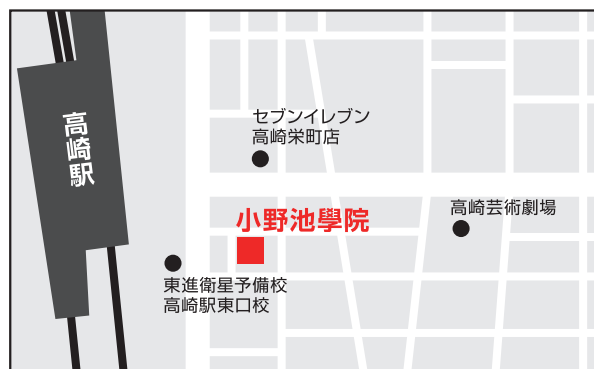 高崎駅
セブンイレブン
高崎栄町店
小野池學院
高崎芸術劇場
東進衛星予備校
高崎駅東口校